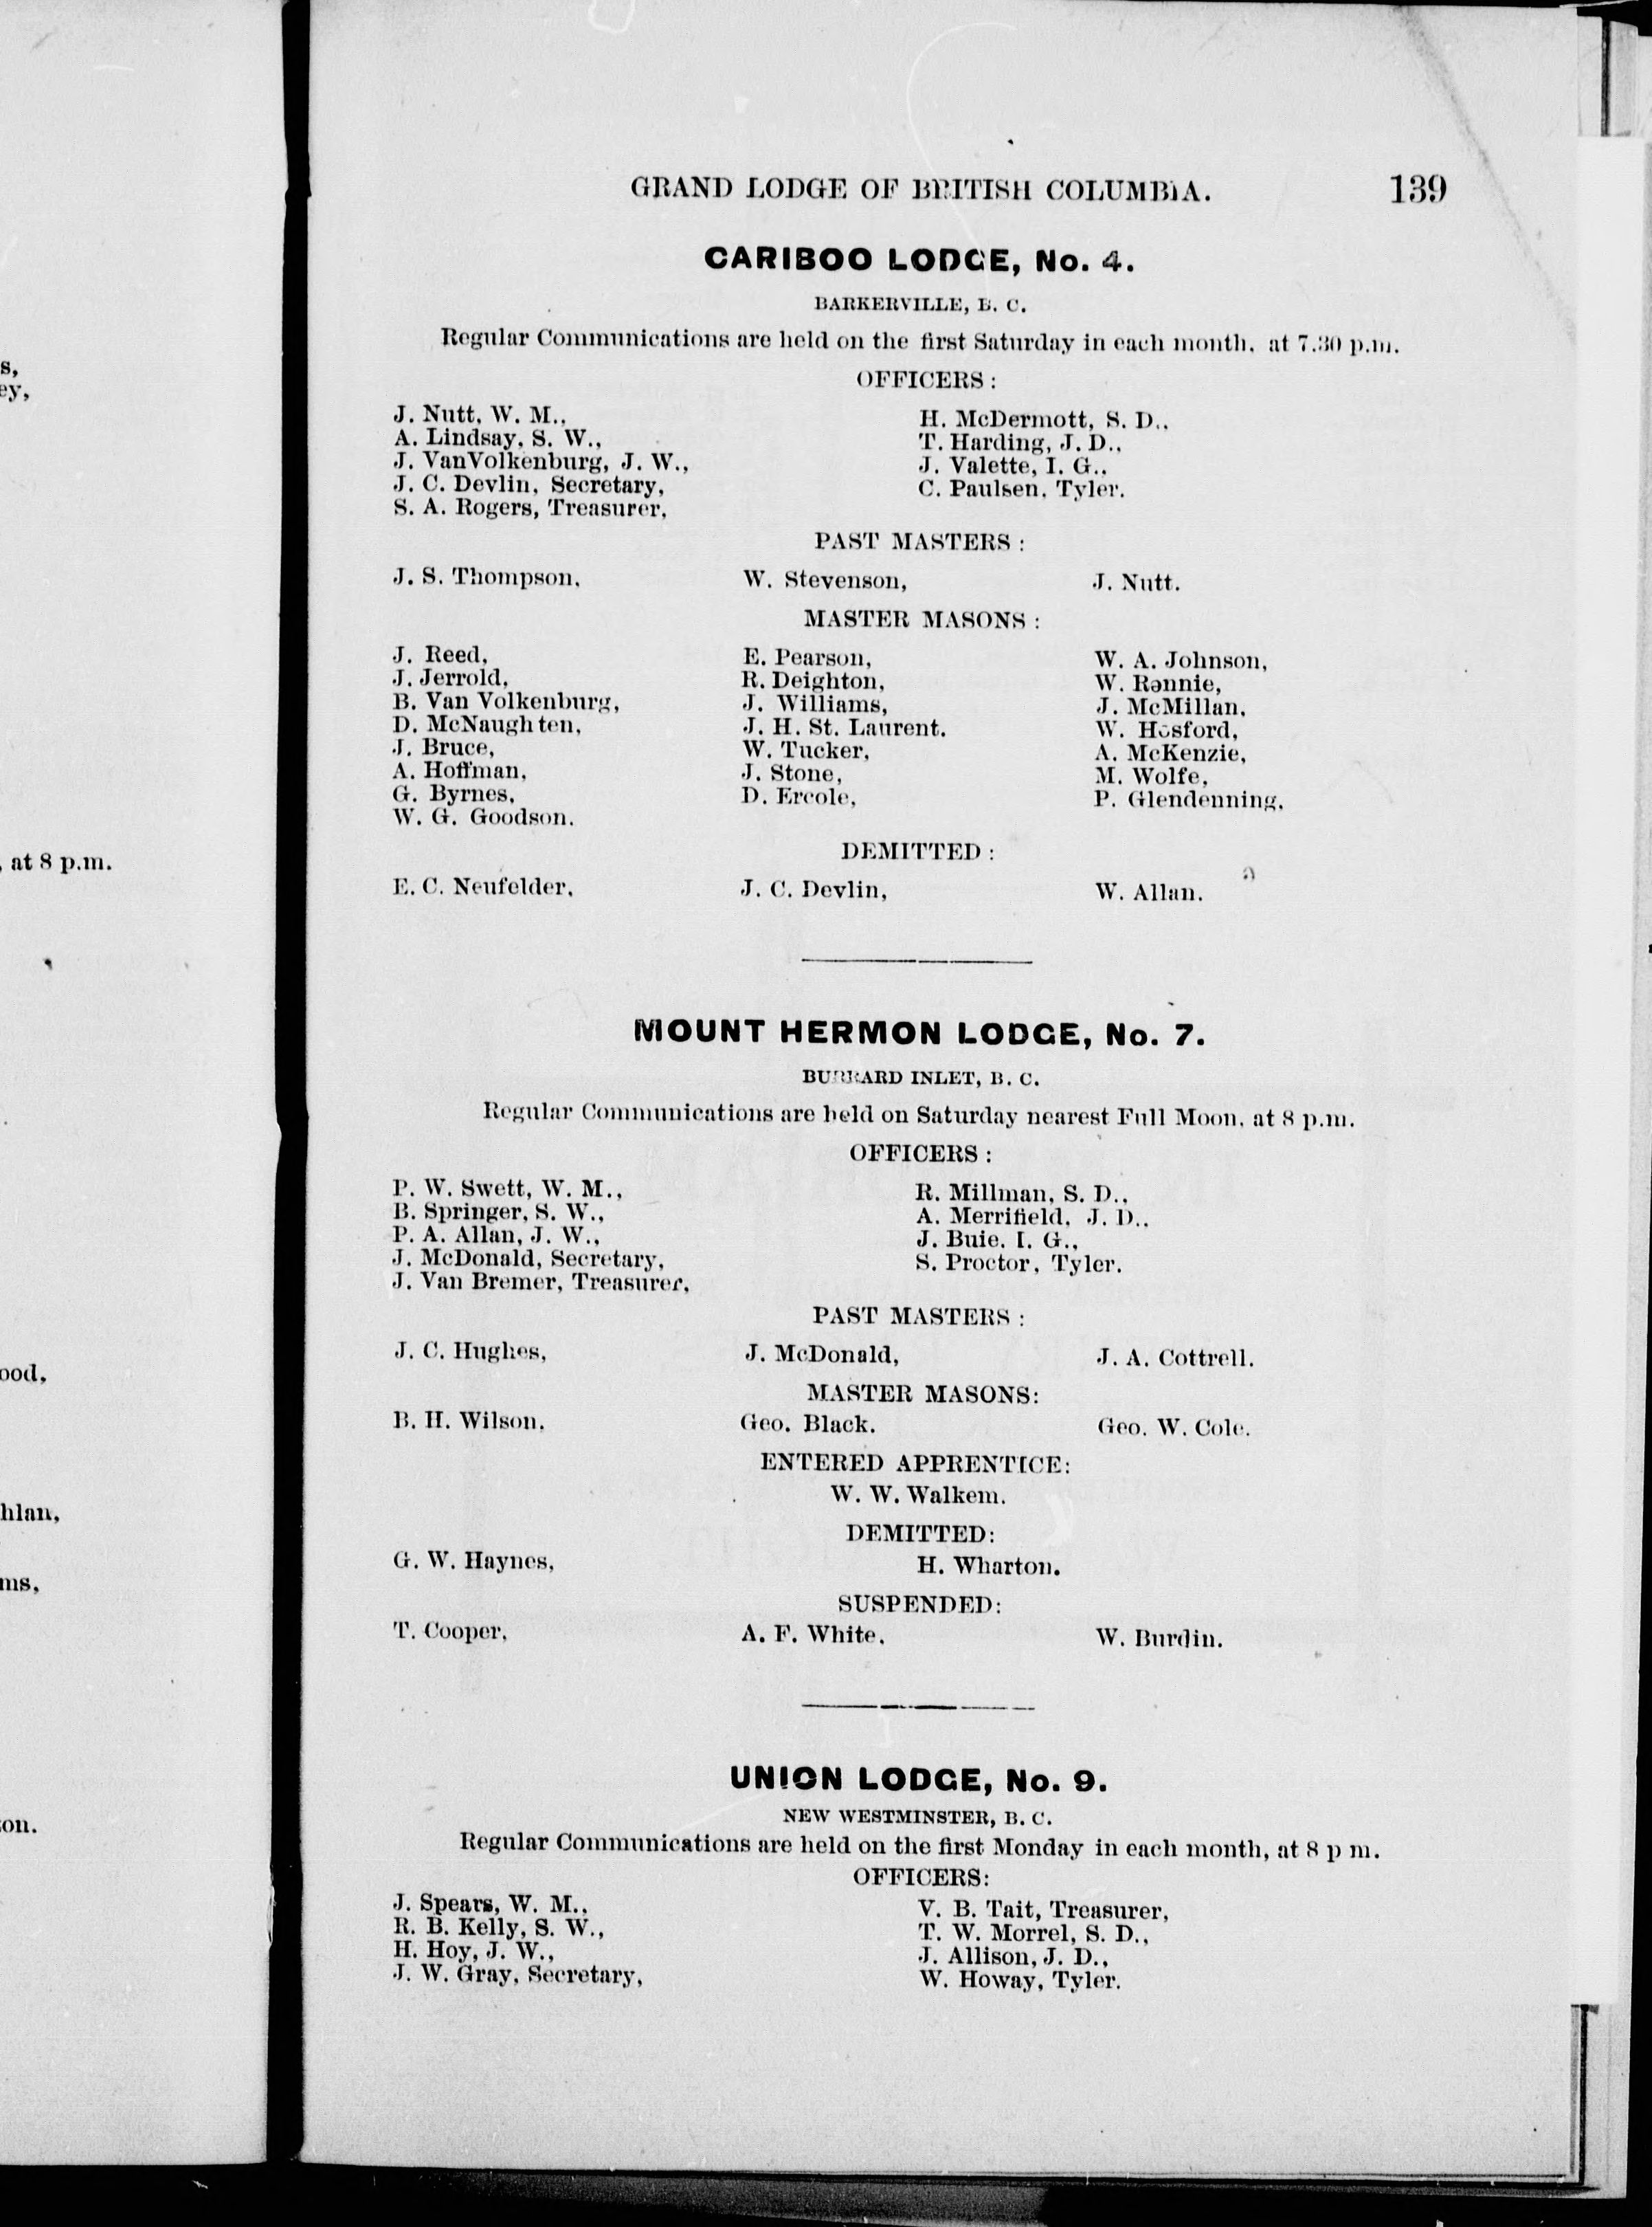 s,
ey,
, at 8 p.m.
ood,
hlan,
ms,
on.
GRAND LODGE OF BRITISH COLUMBIA. 139
CARIBOO LODGE, No. 4.
BARKERVILLE, B. C.
Regular Communications are held on the first Saturday in each month, at 7.30 p.m.
OFFICERS:
J. Nutt, W. M., H. McDermott, S. D.,
A. Lindsay, S. W., T. Harding, J. D.,
J. VanVolkenburg, J. W., J. Valette, I. G.,
J. C. Devlin, Secretary, C. Paulsen, Tyler.
S. A. Rogers, Treasurer,
PAST MASTERS:
J. S. Thompson, W. Stevenson, J. Nutt.
MASTER MASONS:
J. Reed, E. Pearson, W. A. Johnson,
J. Jerrold, R. Deighton, W. Rennie,
B. Van Volkenburg, J. Williams, J. McMillan,
D. McNaughten, J. H. St. Laurent. W. Hosford,
J. Bruce, W. Tucker, A. McKenzie,
A. Hoffman, J. Stone, M. Wolfe,
G. Byrnes, D. Ercole, P. Glendenning,
W. G. Goodson.
DEMITTED:
E. C. Neufelder, J. C. Devlin, W. Allan.
MOUNT HERMON LODGE, No. 7.
BURRARD INLET, B. C.
Regular Communications are held on Saturday nearest Full Moon, at 8 p.m.
OFFICERS:
P. W. Swett, W. M., R. Millman, S. D.,
B. Springer, S. W., A. Merrifield, J. D.,
P. A. Allan, J. W., J. Buie, I. G.,
J. McDonald, Secretary, S. Proctor, Tyler.
J. Van Bremer, Treasurer,
PAST MASTERS:
J. C. Hughes, J. McDonald, J. A. Cottrell.
MASTER MASONS:
B. H. Wilson. Geo. Black. Geo. W. Cole.
ENTERED APPRENTICE:
W. W. Walkem.
DEMITTED:
G. W. Haynes, H. Wharton.
SUSPENDED:
T. Cooper, A. F. White, W. Burdin.
UNION LODGE, No. 9.
NEW WESTMINSTER, B. C.
Regular Communications are held on the first Monday in each month, at 8 p m.
OFFICERS:
J. Spears, W. M., V. B. Tait, Treasurer,
R. B. Kelly, S. W., T. W. Morrel, S. D.,
H. Hoy, J. W., J. Allison, J. D.,
J. W. Gray, Secretary, W. Howay, Tyler.